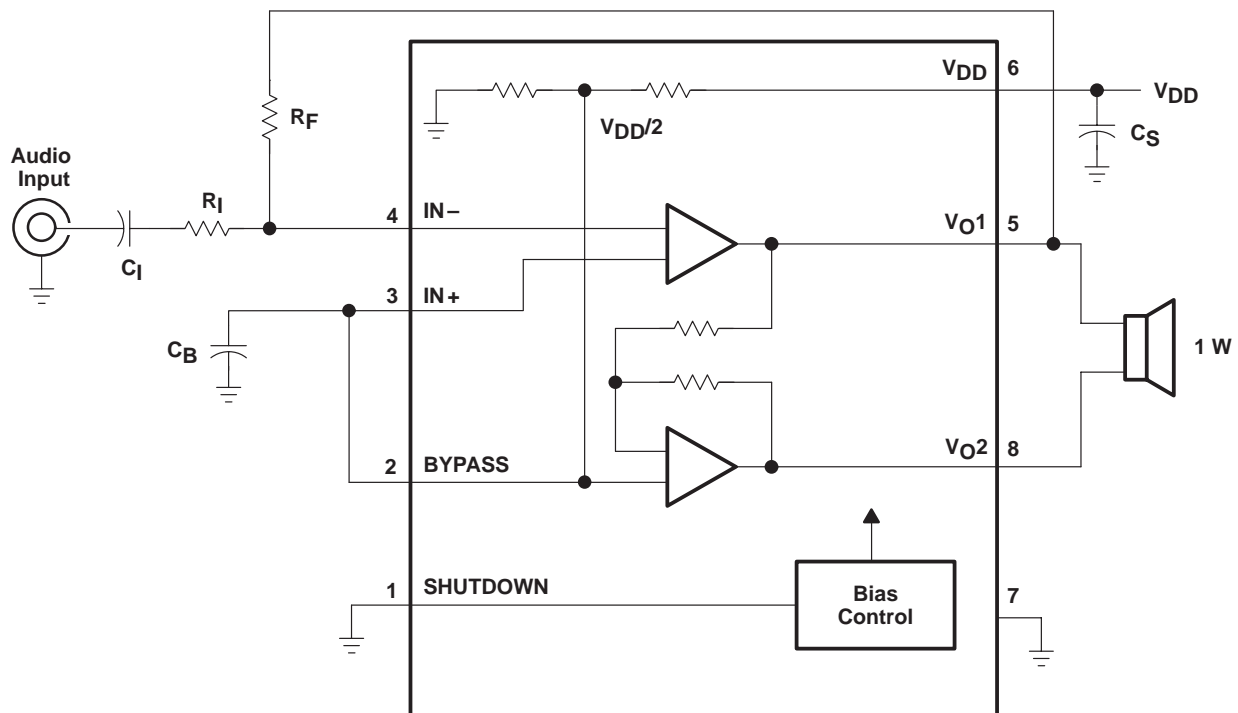 VDD 6
VDD
RF
VDD/2
CS
Audio
Input
RI
CI
4 IN−
VO1 5
3 IN+
CB
1 W
2 BYPASS
VO2 8
1 SHUTDOWN
Bias
Control
7